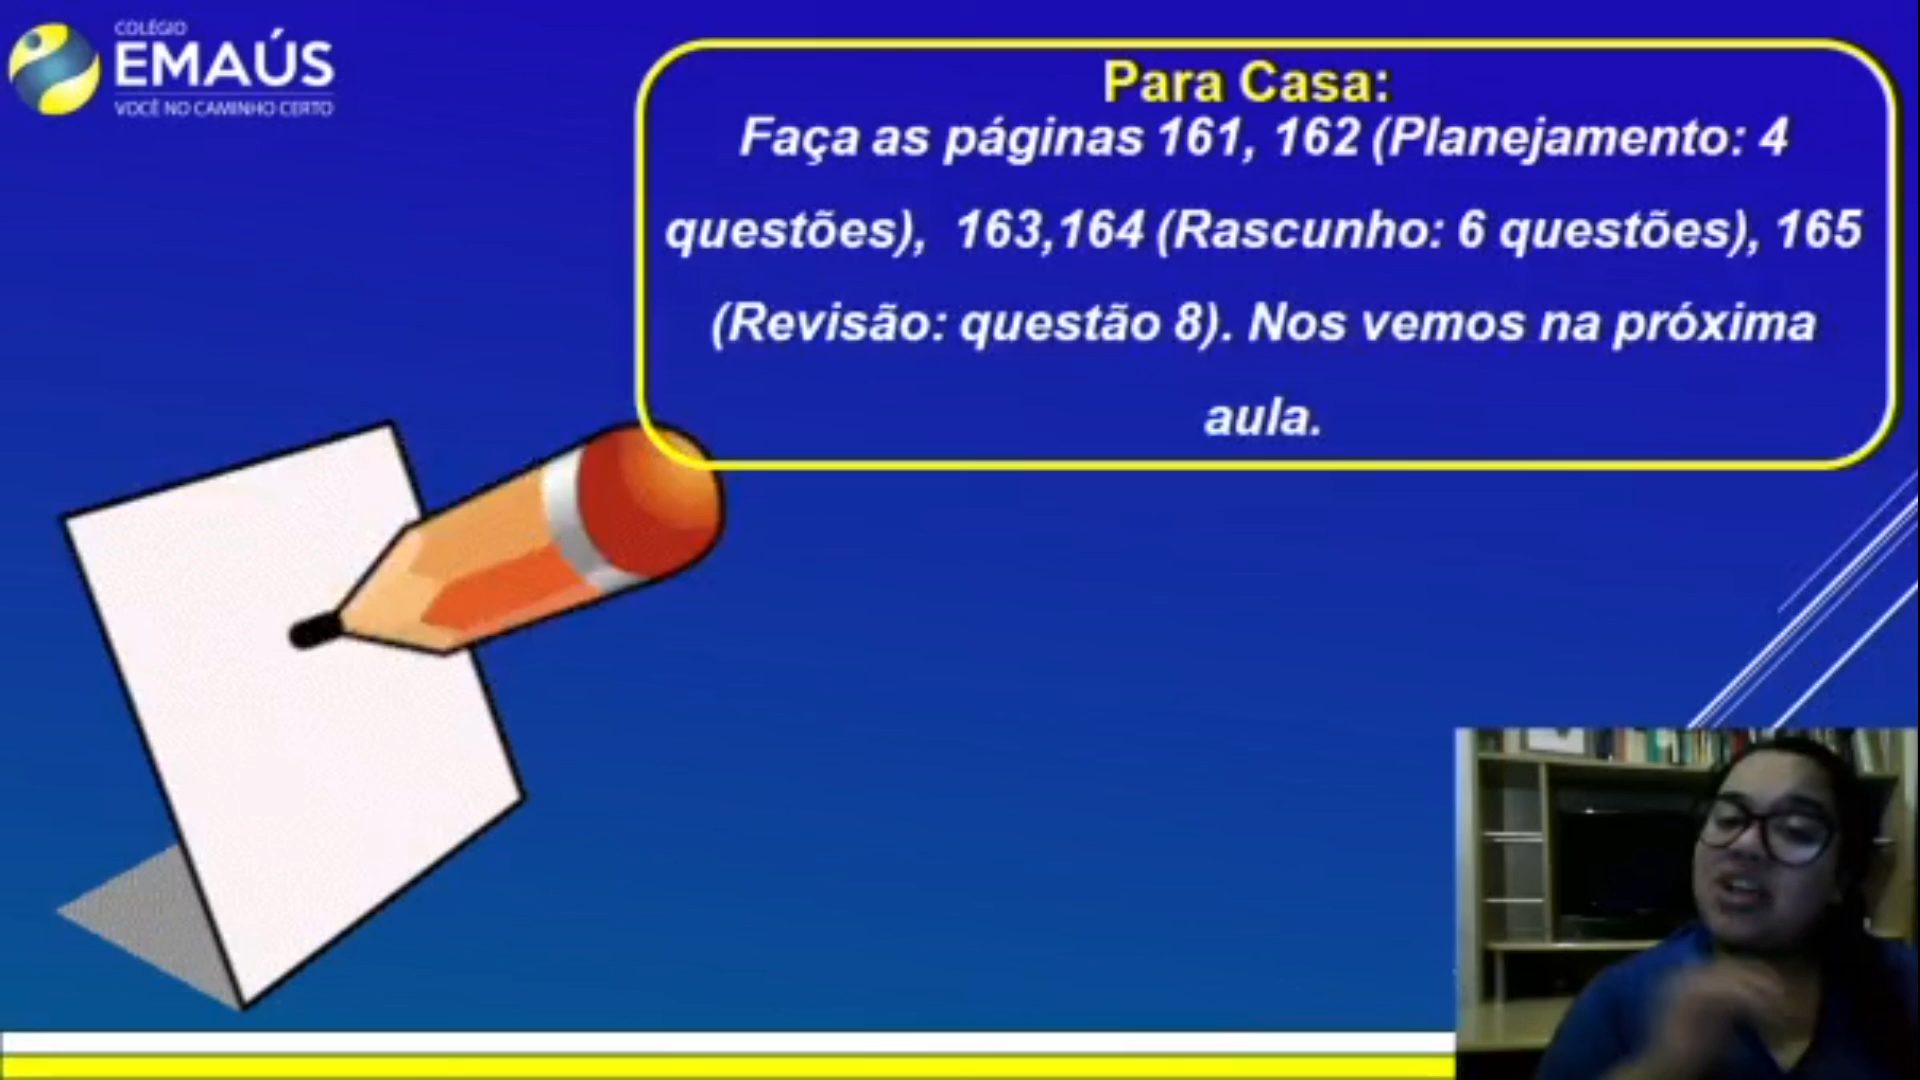 COLÉGIO
EMAÚS
VOCÊ NO CAMINHO CERTO
Para Casa:
Faça as páginas 161, 162 (Planejamento: 4
questões), 163,164 (Rascunho: 6 questões), 165
(Revisão: questão 8). Nos vemos na próxima
aula.